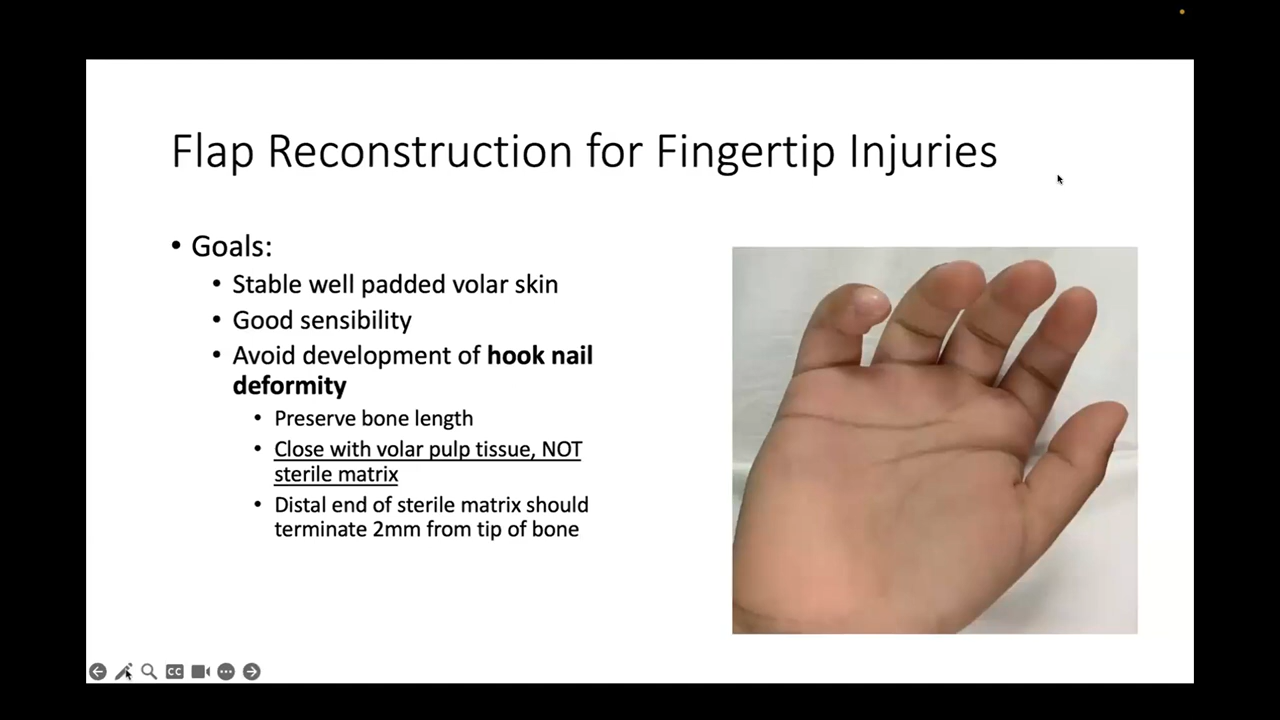 Flap Reconstruction for Fingertip Injuries
• Goals:
• Stable well padded volar skin
• Good sensibility
• Avoid development of hook nail
deformity
• Preserve bone length
• Close with volar pulp tissue, NOT
sterile matrix
• Distal end of sterile matrix should
terminate 2mm from tip of bone
CC